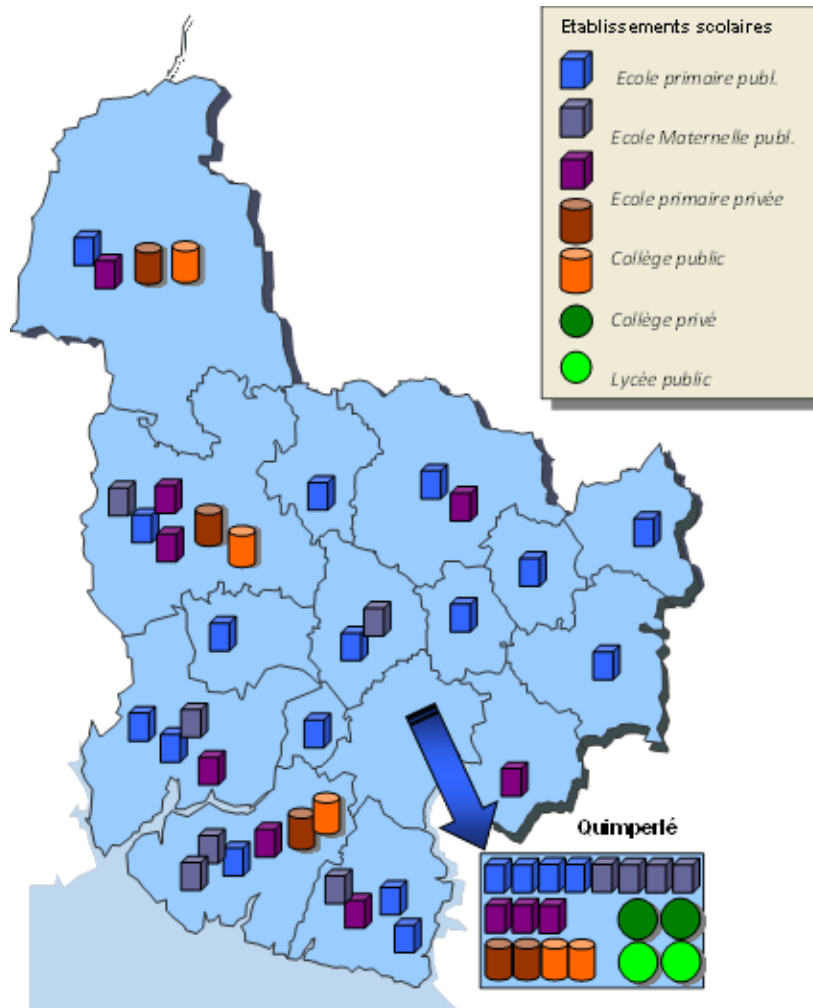 Etablissements scolaires
Ecole primaire publ.
Ecole Maternelle publ.
Ecole primaire privée
Collège public
Collège privé
Lycée public
Quimperlé